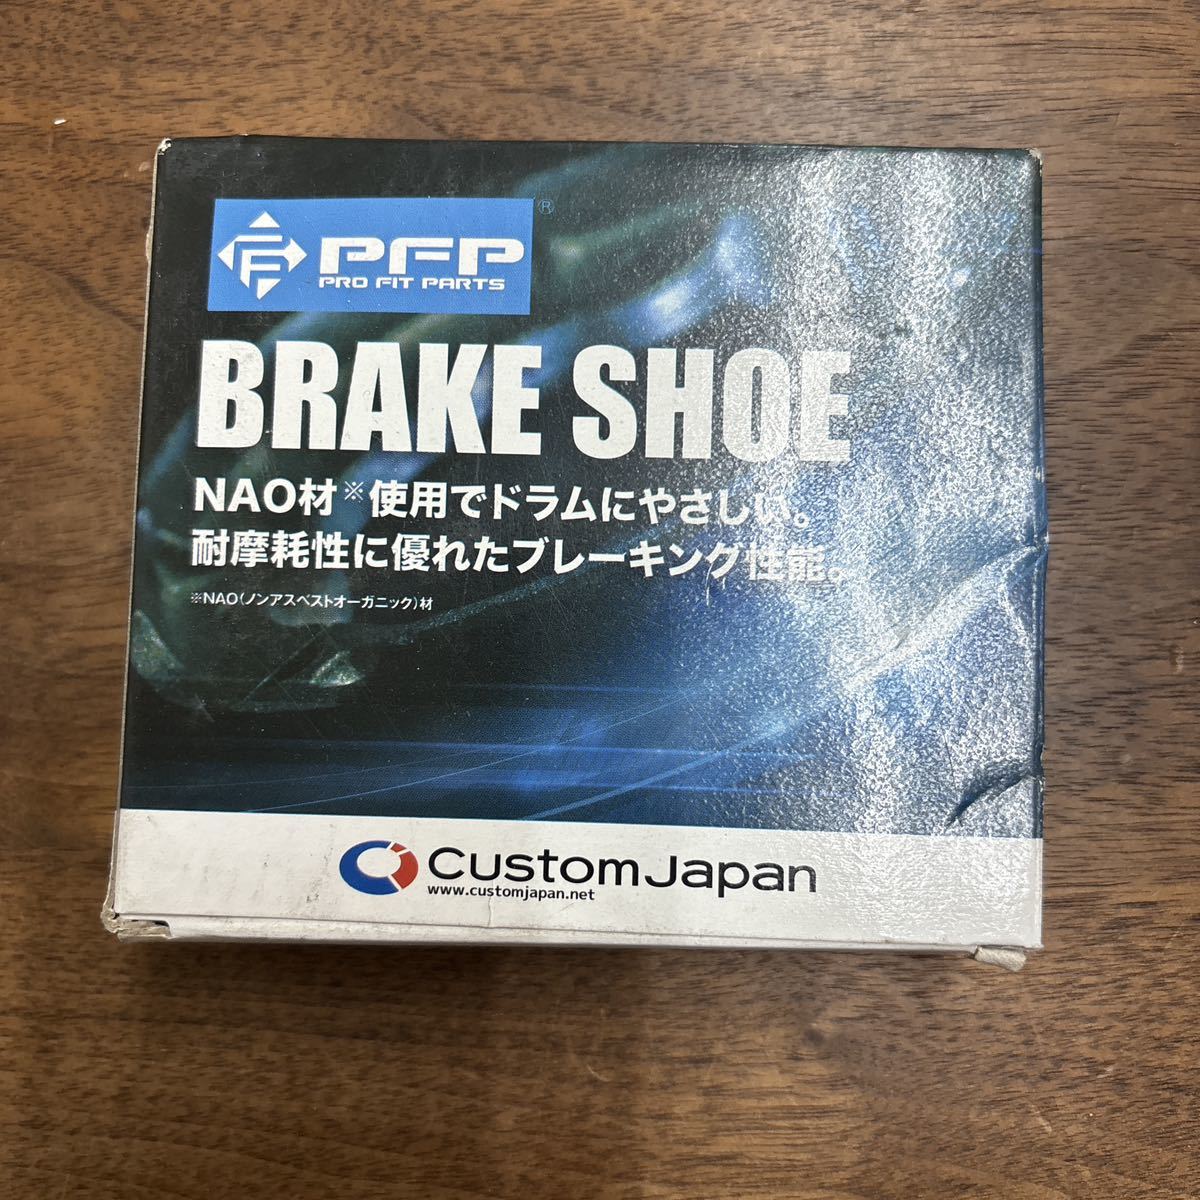 PFP ®
PRO FIT PARTS
BRAKE SHOE
NAO材※使用でドラムにやさしい。
耐摩耗性に優れたブレーキング性能。
※NAO(ノンアスベストオーガニック)材
CustomJapan
www.customjapan.net